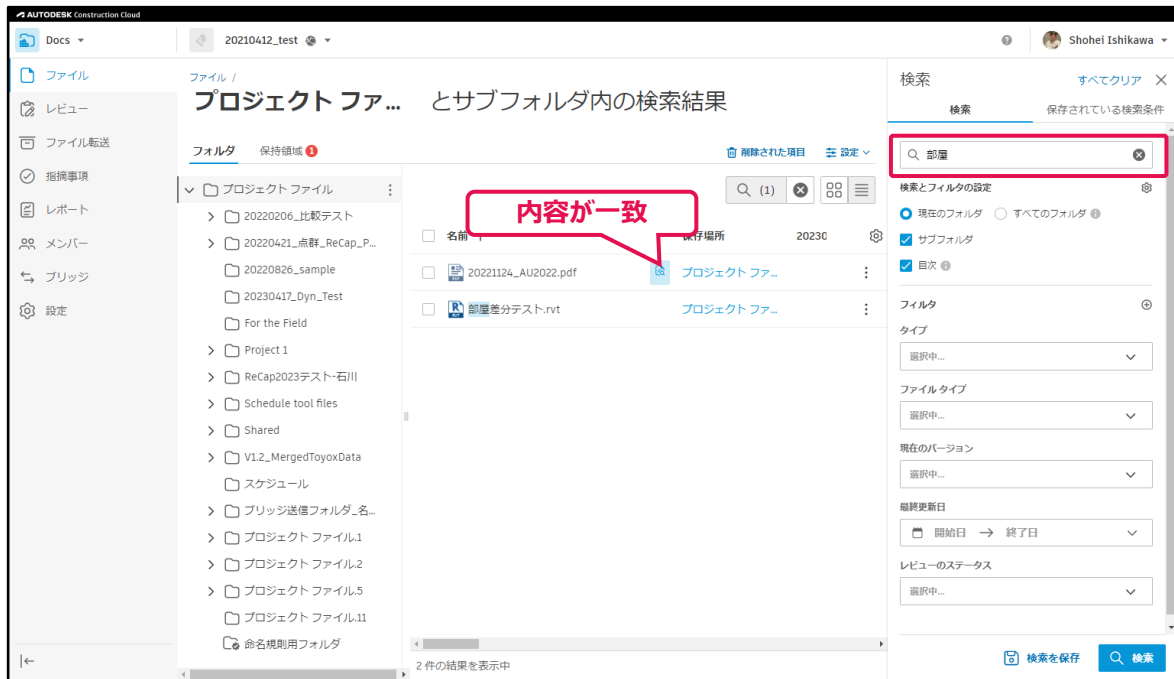 AUTODESK Construction Cloud
Docs
20210412_test
Shohei Ishikawa
ファイル
レビュー
ファイル転送
指摘事項
レポート
メンバー
ブリッジ
設定
ファイル /
プロジェクト ファ... とサブフォルダ内の検索結果
フォルダ
保持領域 1
削除された項目
設定
プロジェクト ファイル
20220206_比較テスト
20220421_点群_ReCap_P...
20220826_sample
20230417_Dyn_Test
For the Field
Project 1
ReCap2023テスト-石川
Schedule tool files
Shared
V1.2_MergedToyoxData
スケジュール
ブリッジ送信フォルダ_名...
プロジェクト ファイル.1
プロジェクト ファイル.2
プロジェクト ファイル.5
プロジェクト ファイル.11
命名規則用フォルダ
(1)
内容が一致
名前
保存場所
20230
20221124_AU2022.pdf
プロジェクト ファ...
部屋差分テスト.rvt
プロジェクト ファ...
2 件の結果を表示中
検索
すべてクリア
検索
保存されている検索条件
部屋
検索とフィルタの設定
現在のフォルダ
すべてのフォルダ
サブフォルダ
目次
フィルタ
タイプ
選択中...
ファイル タイプ
選択中...
現在のバージョン
選択中...
最終更新日
開始日 → 終了日
レビューのステータス
選択中...
検索を保存
検索